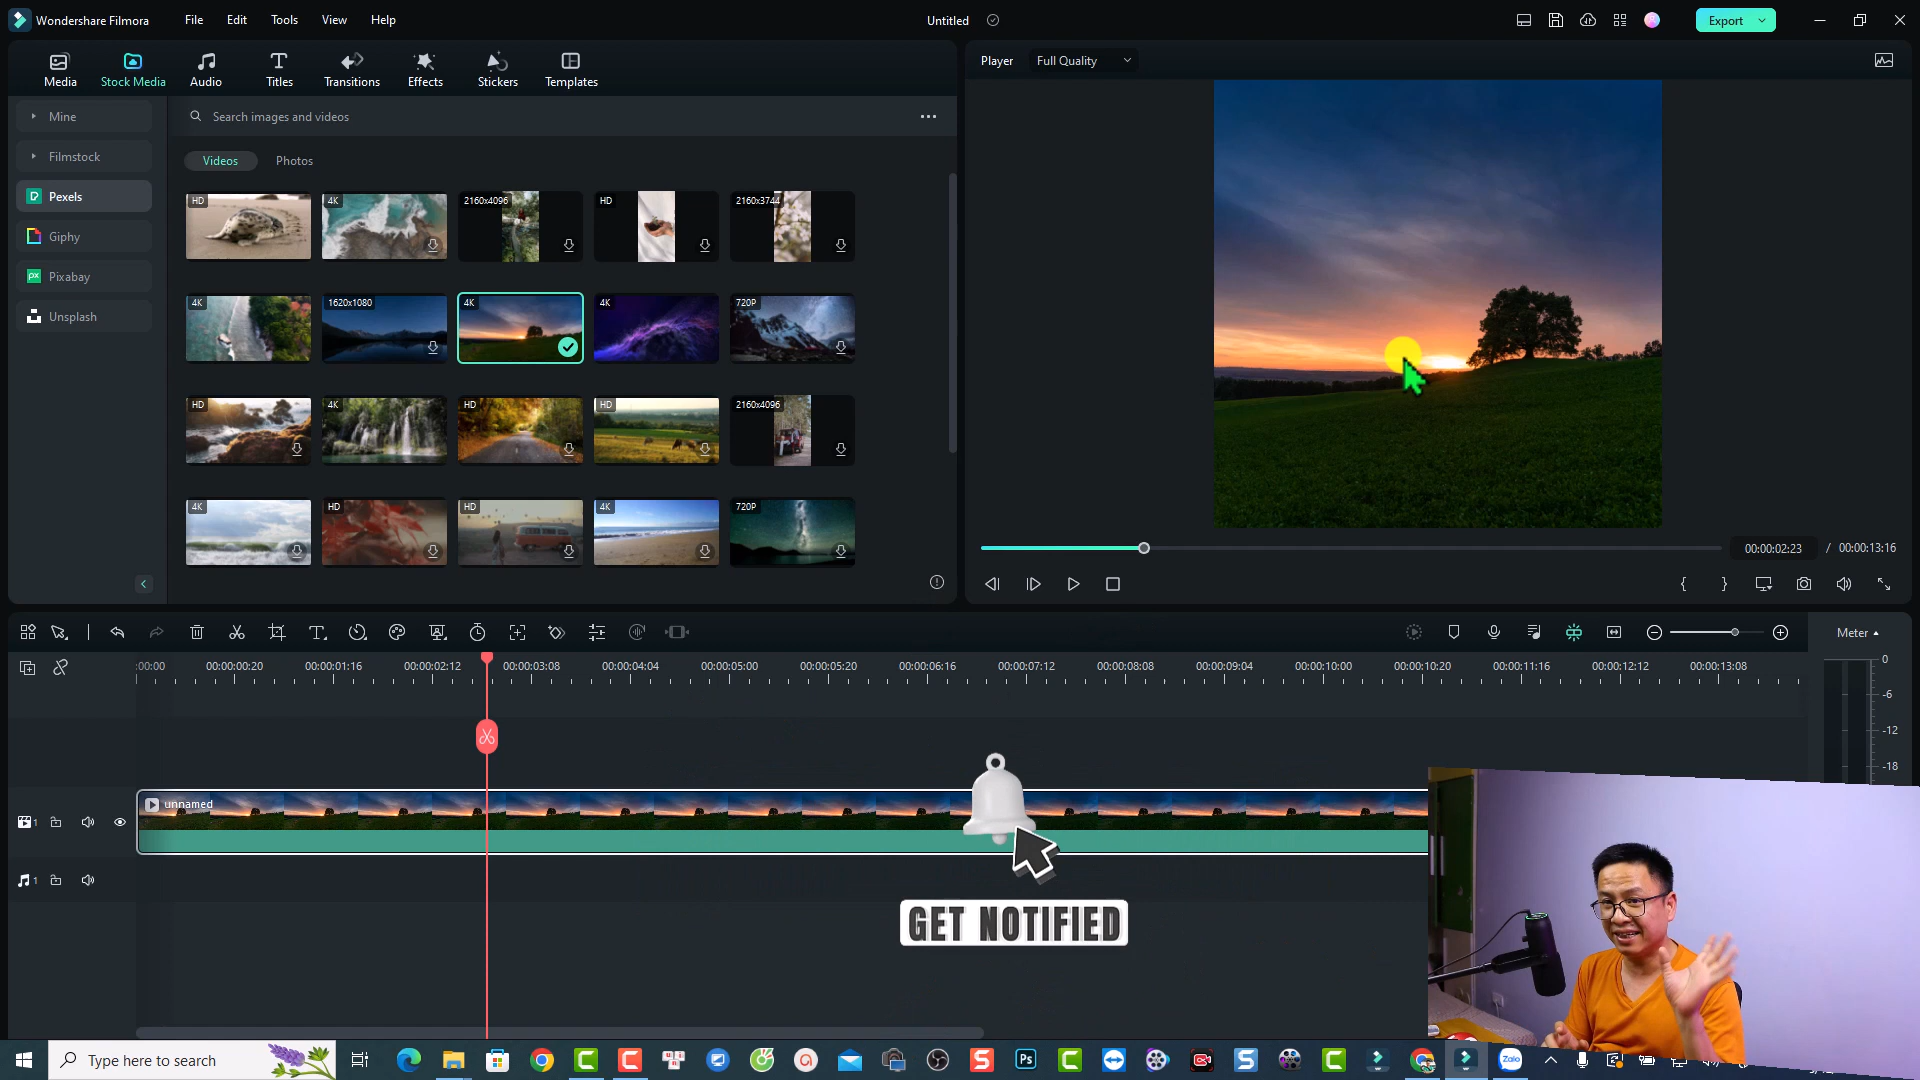 Wondershare Filmora
File
Edit
Tools
View
Help
Untitled
Export
Media
Stock Media
Audio
Titles
Transitions
Effects
Stickers
Templates
Player
Full Quality
Mine
Filmstock
Pexels
Giphy
Pixabay
Unsplash
Search images and videos
Videos
Photos
HD
4K
2160x4096
HD
2160x3744
4K
1620x1080
4K
4K
720P
HD
4K
HD
HD
2160x4096
4K
HD
HD
4K
720P
00:00:02:23 / 00:00:13:16
Meter
:00:00
00:00:00:20
00:00:01:16
00:00:02:12
00:00:03:08
00:00:04:04
00:00:05:00
00:00:05:20
00:00:06:16
00:00:07:12
00:00:08:08
00:00:09:04
00:00:10:00
00:00:10:20
00:00:11:16
00:00:12:12
00:00:13:08
0
-6
-12
-18
unnamed
1
1
GET NOTIFIED
Type here to search
Ps
Zalo